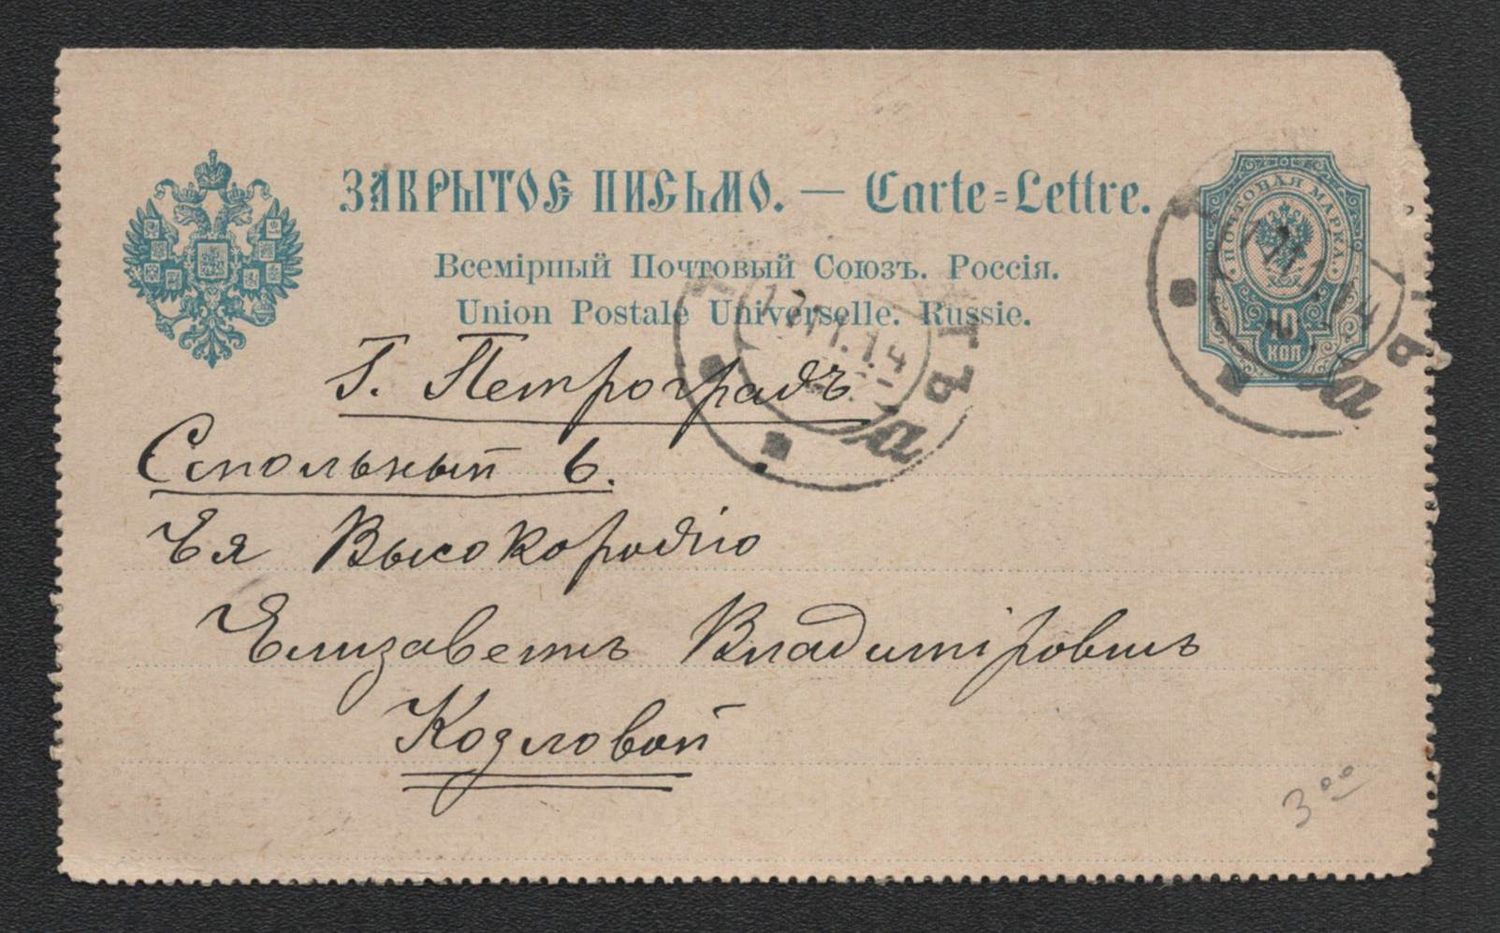 ЗАКРЫТОЕ ПИСЬМО. — Carte-Lettre.
Всемірный Почтовый Союзъ. Россія.
Union Postale Universelle. Russie.
ПОЧТОВАЯ МАРКА
10
КОП
Г. Петроградъ
Смольный 6.
Ея Высокородію
Елизаветѣ Владиміровнѣ
Козловой
3 00